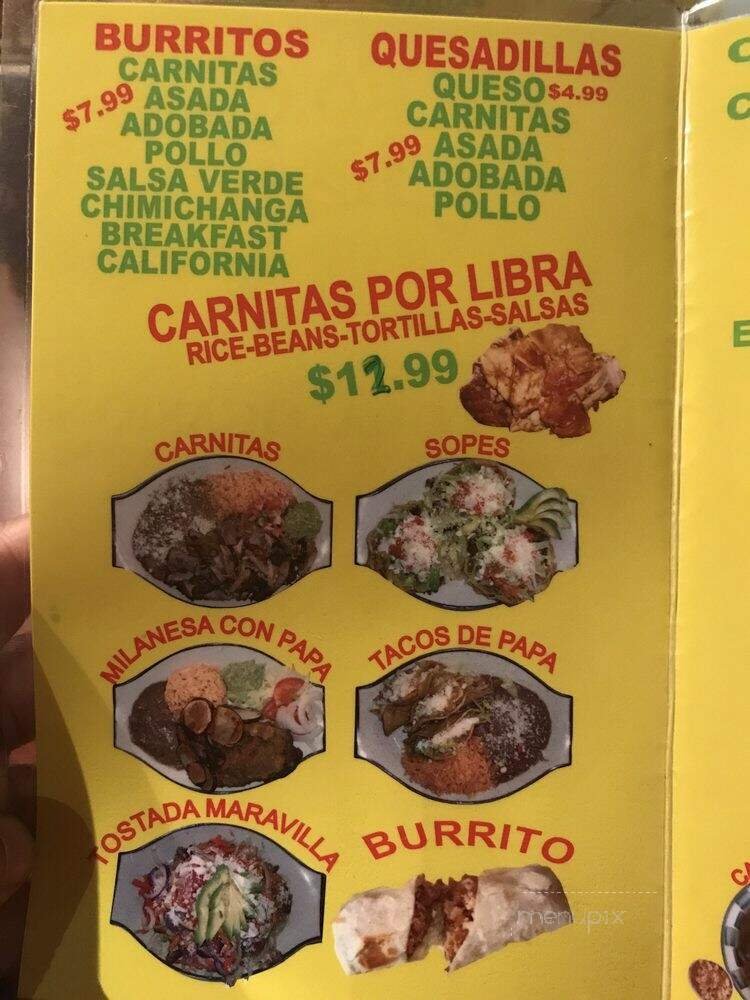 BURRITOS
CARNITAS
$7.99 ASADA
ADOBADA
POLLO
SALSA VERDE
CHIMICHANGA
BREAKFAST
CALIFORNIA
QUESADILLAS
QUESO $4.99
CARNITAS
$7.99 ASADA
ADOBADA
POLLO
CARNITAS POR LIBRA
RICE-BEANS-TORTILLAS-SALSAS
$12.99
CARNITAS
SOPES
MILANESA CON PAPA
TACOS DE PAPA
TOSTADA MARAVILLA
BURRITO
menupix